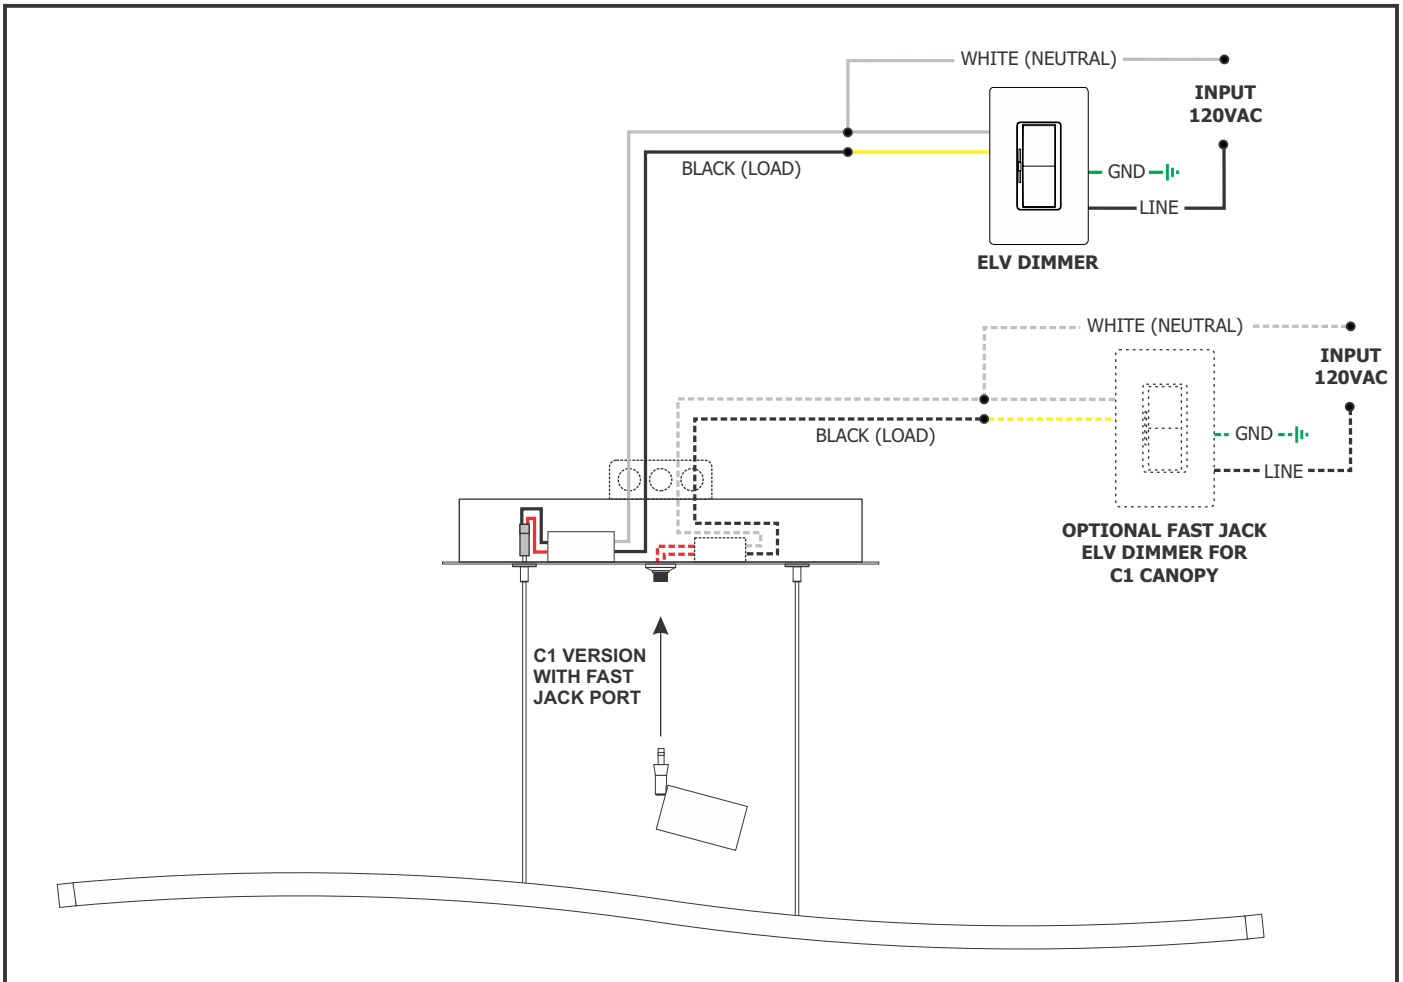 WHITE (NEUTRAL)
INPUT
120VAC
BLACK (LOAD)
GND
LINE
ELV DIMMER
WHITE (NEUTRAL)
INPUT
120VAC
BLACK (LOAD)
GND
LINE
OPTIONAL FAST JACK
ELV DIMMER FOR
C1 CANOPY
C1 VERSION
WITH FAST
JACK PORT